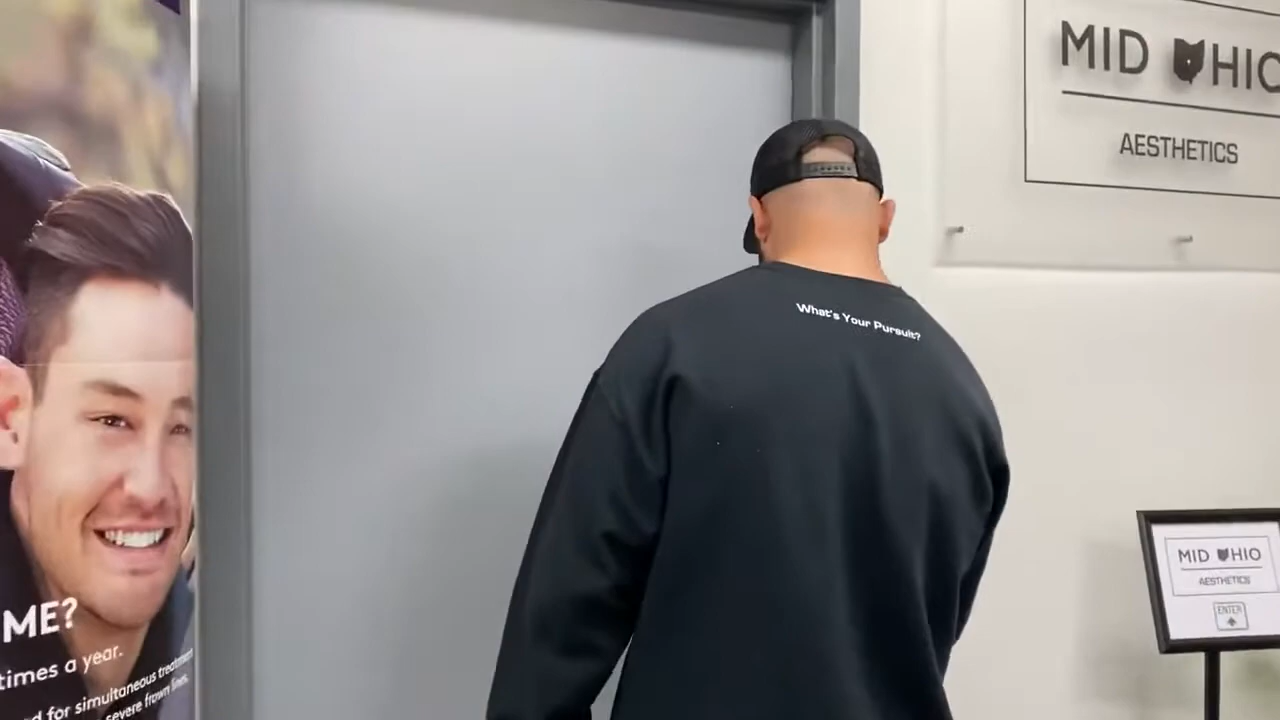 MID OHIO
AESTHETICS
What's Your Pursuit?
MID OHIO
AESTHETICS
ENTER
ME?
times a year.
d for simultaneous treatment
severe frown lines.